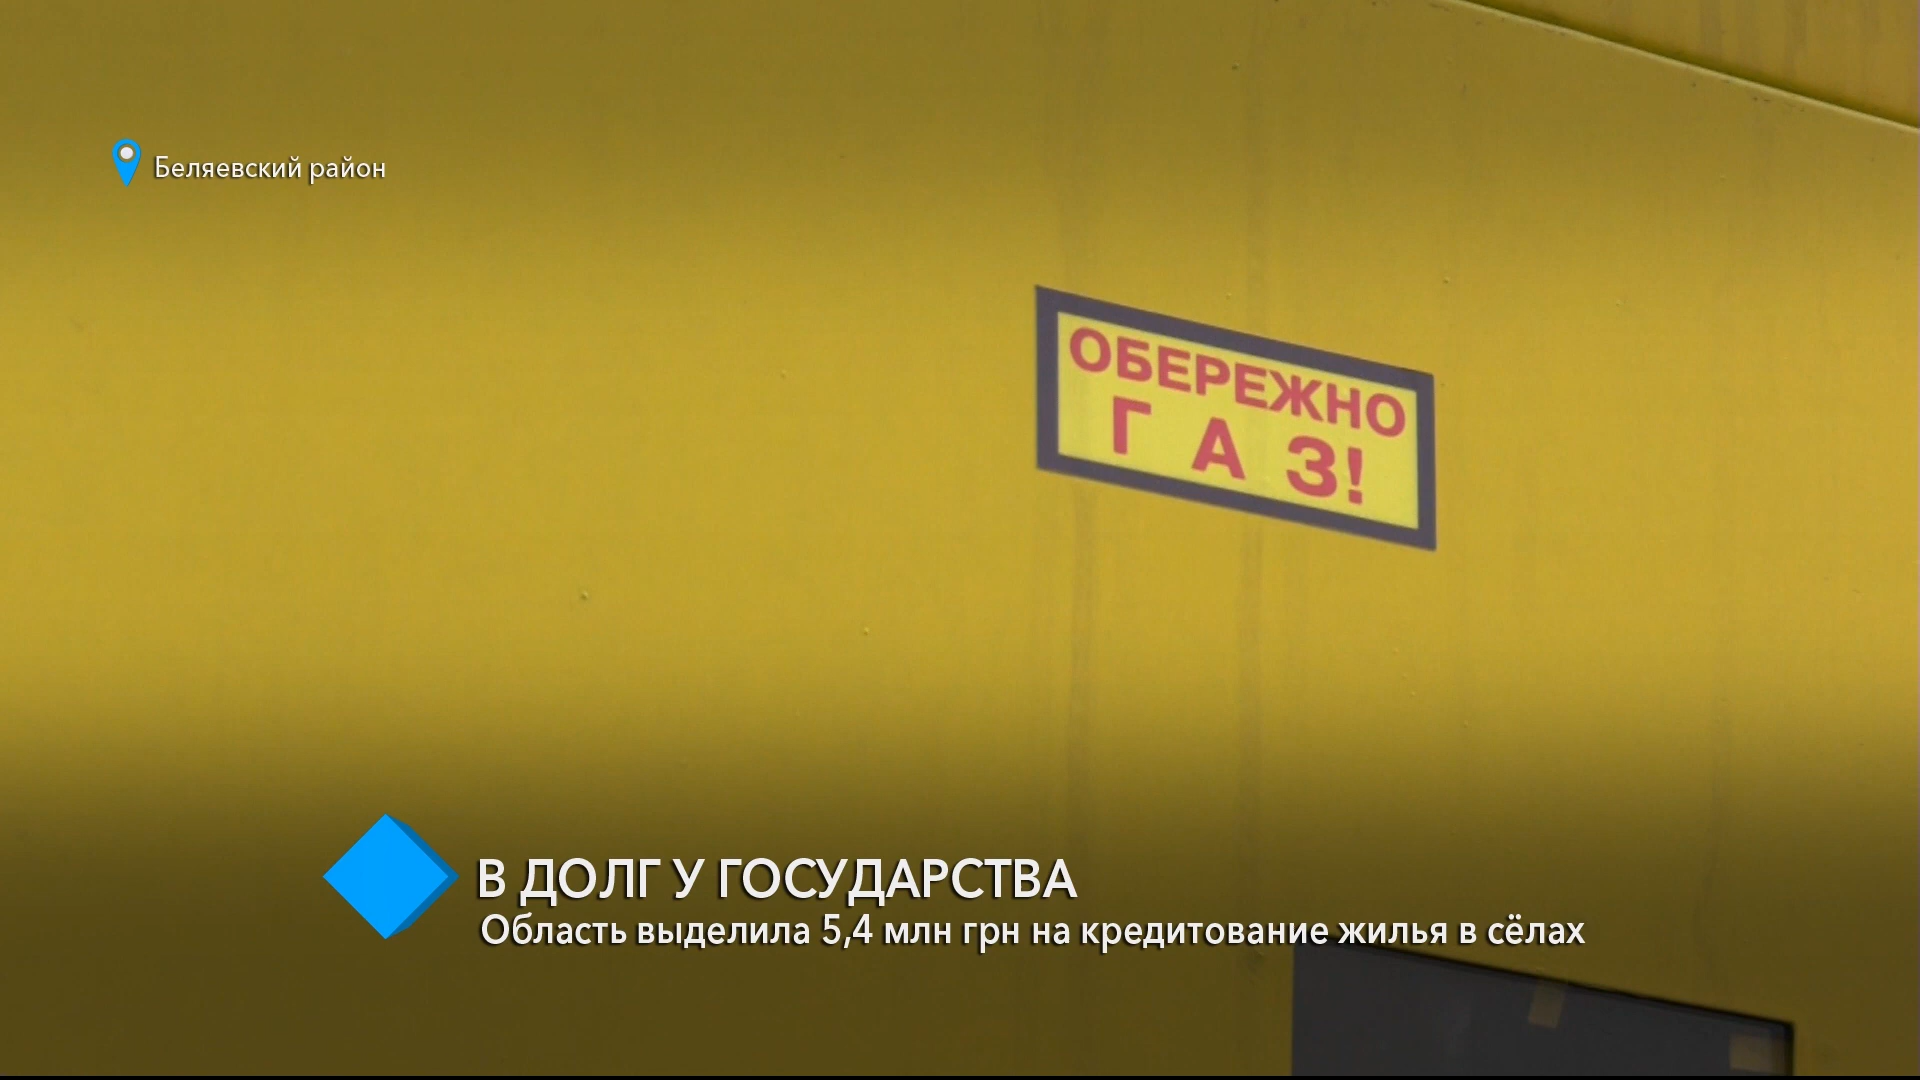 Беляевский район
ОБЕРЕЖНО
ГАЗ!
В ДОЛГ У ГОСУДАРСТВА
Область выделила 5,4 млн грн на кредитование жилья в сёлах